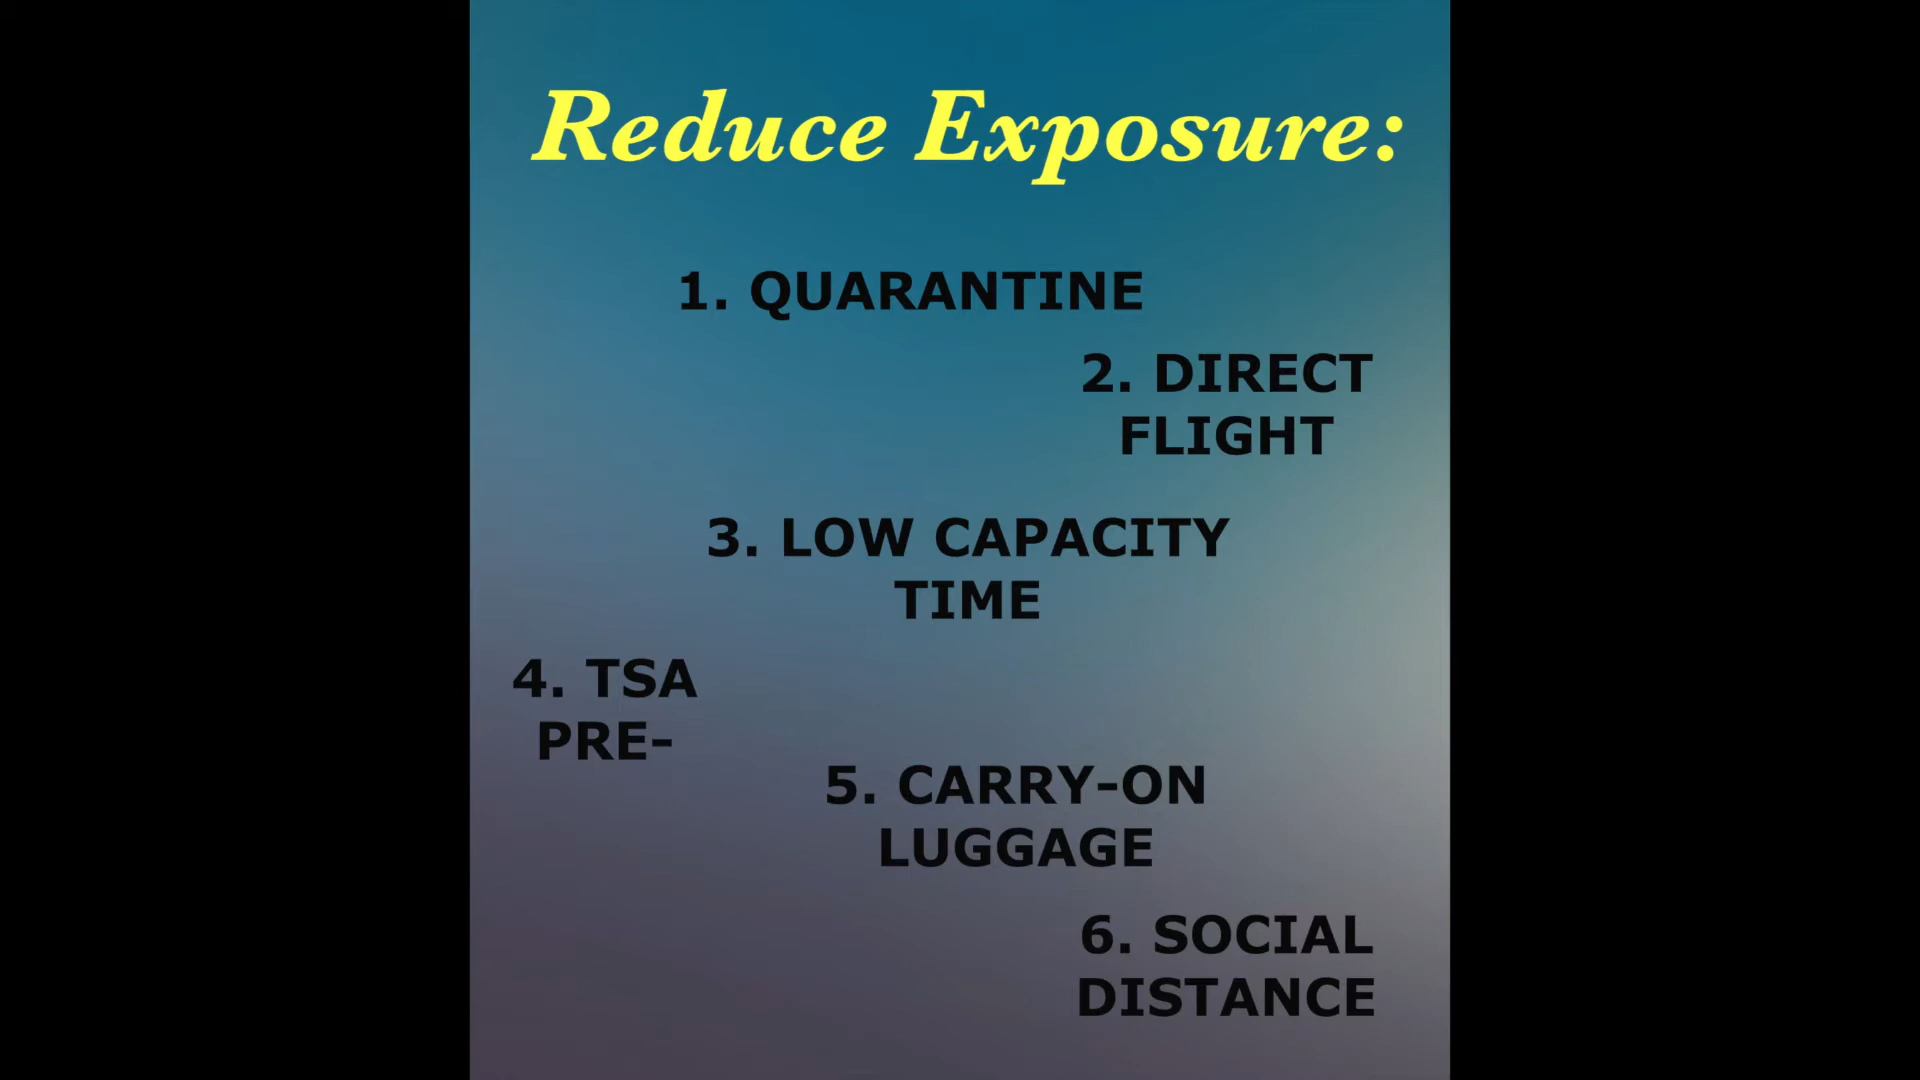 Reduce Exposure:
1. QUARANTINE
2. DIRECT
FLIGHT
3. LOW CAPACITY
TIME
4. TSA
PRE-
5. CARRY-ON
LUGGAGE
6. SOCIAL
DISTANCE